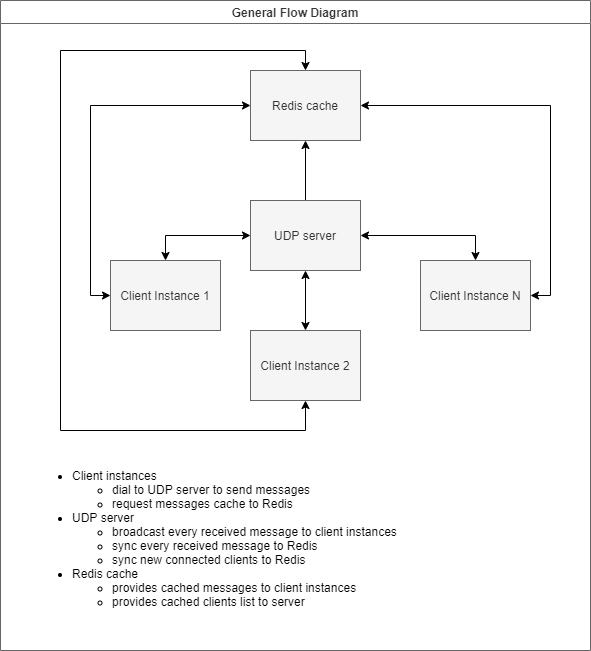 General Flow Diagram
Redis cache
UDP server
Client Instance 1
Client Instance N
Client Instance 2
Client instances
dial to UDP server to send messages
request messages cache to Redis
UDP server
broadcast every received message to client instances
sync every received message to Redis
sync new connected clients to Redis
Redis cache
provides cached messages to client instances
provides cached clients list to server